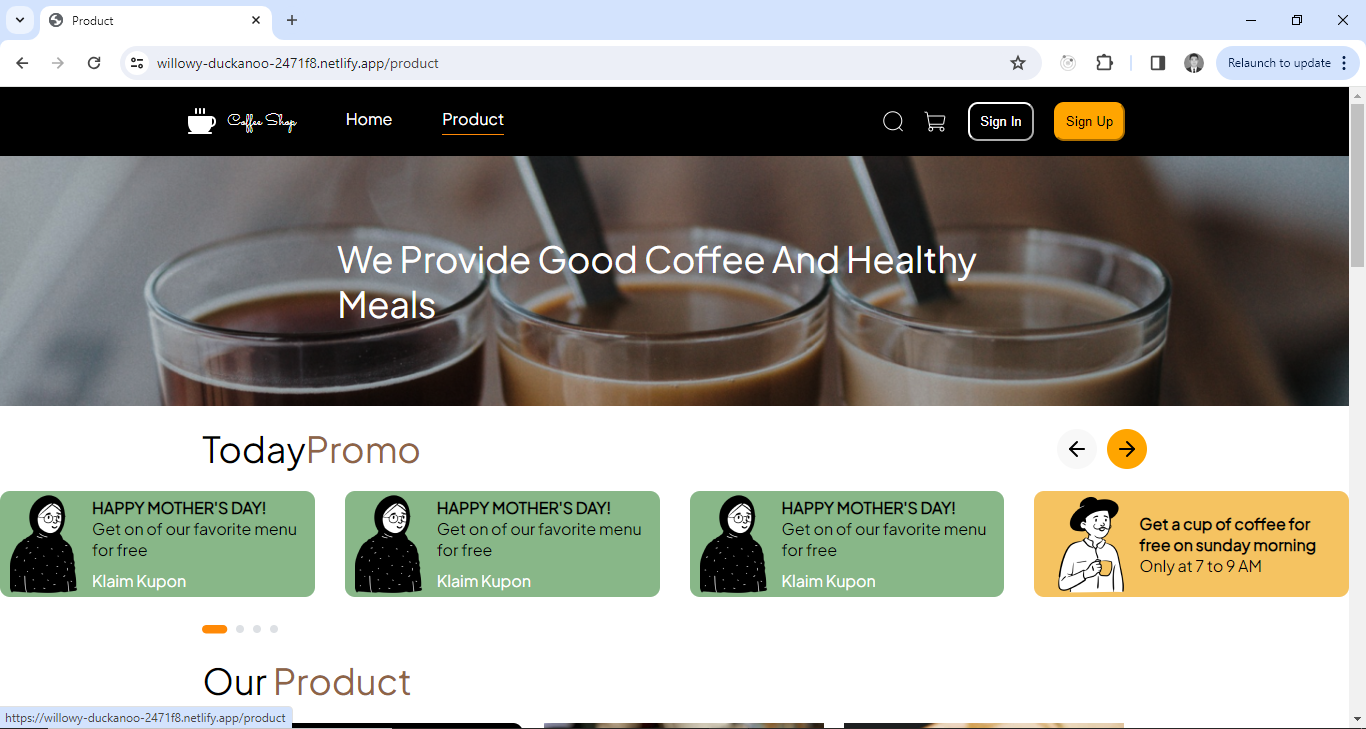 Product
willowy-duckanoo-2471f8.netlify.app/product
Relaunch to update
Coffee Shop
Home
Product
Sign In
Sign Up
We Provide Good Coffee And Healthy
Meals
TodayPromo
HAPPY MOTHER'S DAY!
Get on of our favorite menu
for free
Klaim Kupon
HAPPY MOTHER'S DAY!
Get on of our favorite menu
for free
Klaim Kupon
HAPPY MOTHER'S DAY!
Get on of our favorite menu
for free
Klaim Kupon
Get a cup of coffee for
free on sunday morning
Only at 7 to 9 AM
Our Product
https://willowy-duckanoo-2471f8.netlify.app/product